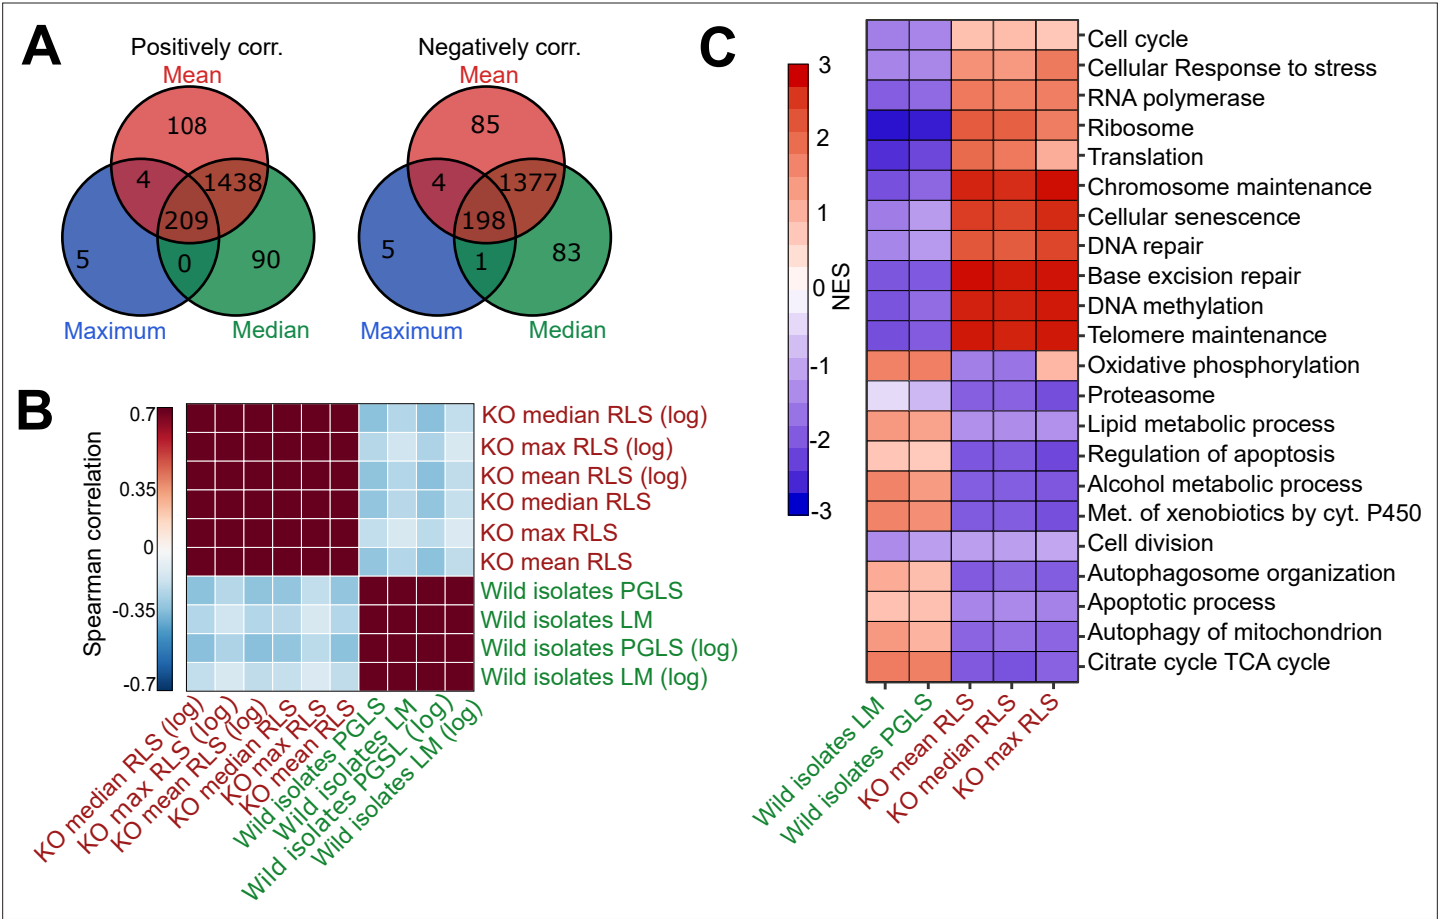 A
Positively corr.
Mean
108
4
1438
209
5
0
90
Maximum
Median
Negatively corr.
Mean
85
4
1377
198
5
1
83
Maximum
Median
B
Spearman correlation
0.7
0.35
0
-0.35
-0.7
KO median RLS (log)
KO max RLS (log)
KO mean RLS (log)
KO median RLS
KO max RLS
KO mean RLS
Wild isolates PGLS
Wild isolates LM
Wild isolates PGLS (log)
Wild isolates LM (log)
KO median RLS (log)
KO max RLS (log)
KO mean RLS (log)
KO median RLS
KO max RLS
KO mean RLS
Wild isolates PGLS
Wild isolates LM
Wild isolates PGSL (log)
Wild isolates LM (log)
C
3
2
1
0
-1
-2
-3
NES
Cell cycle
Cellular Response to stress
RNA polymerase
Ribosome
Translation
Chromosome maintenance
Cellular senescence
DNA repair
Base excision repair
DNA methylation
Telomere maintenance
Oxidative phosphorylation
Proteasome
Lipid metabolic process
Regulation of apoptosis
Alcohol metabolic process
Met. of xenobiotics by cyt. P450
Cell division
Autophagosome organization
Apoptotic process
Autophagy of mitochondrion
Citrate cycle TCA cycle
Wild isolates LM
Wild isolates PGLS
KO mean RLS
KO median RLS
KO max RLS